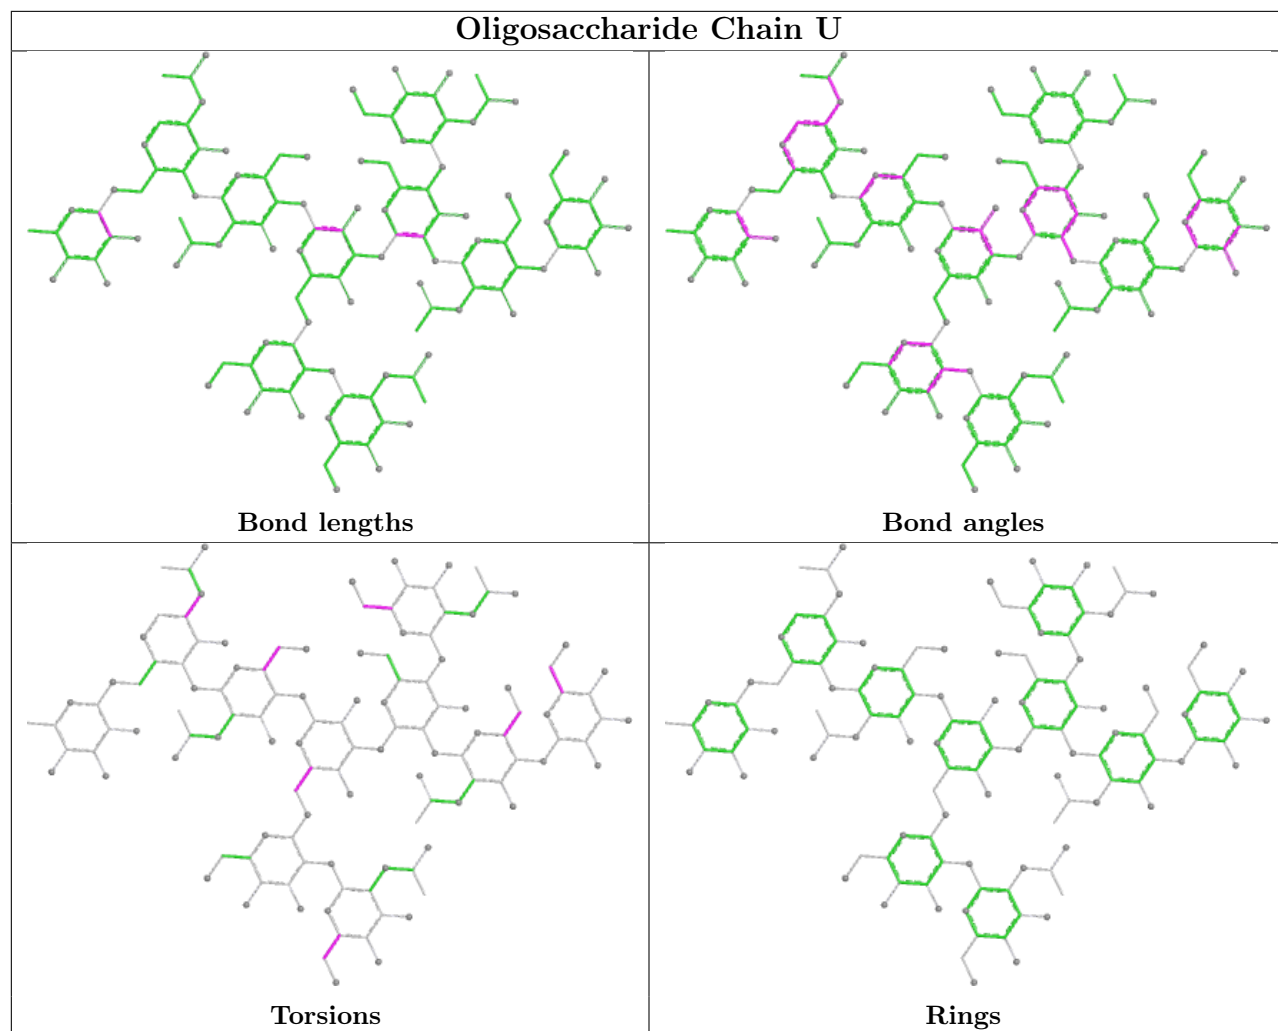 Oligosaccharide Chain U
Bond lengths
Bond angles
Torsions
Rings